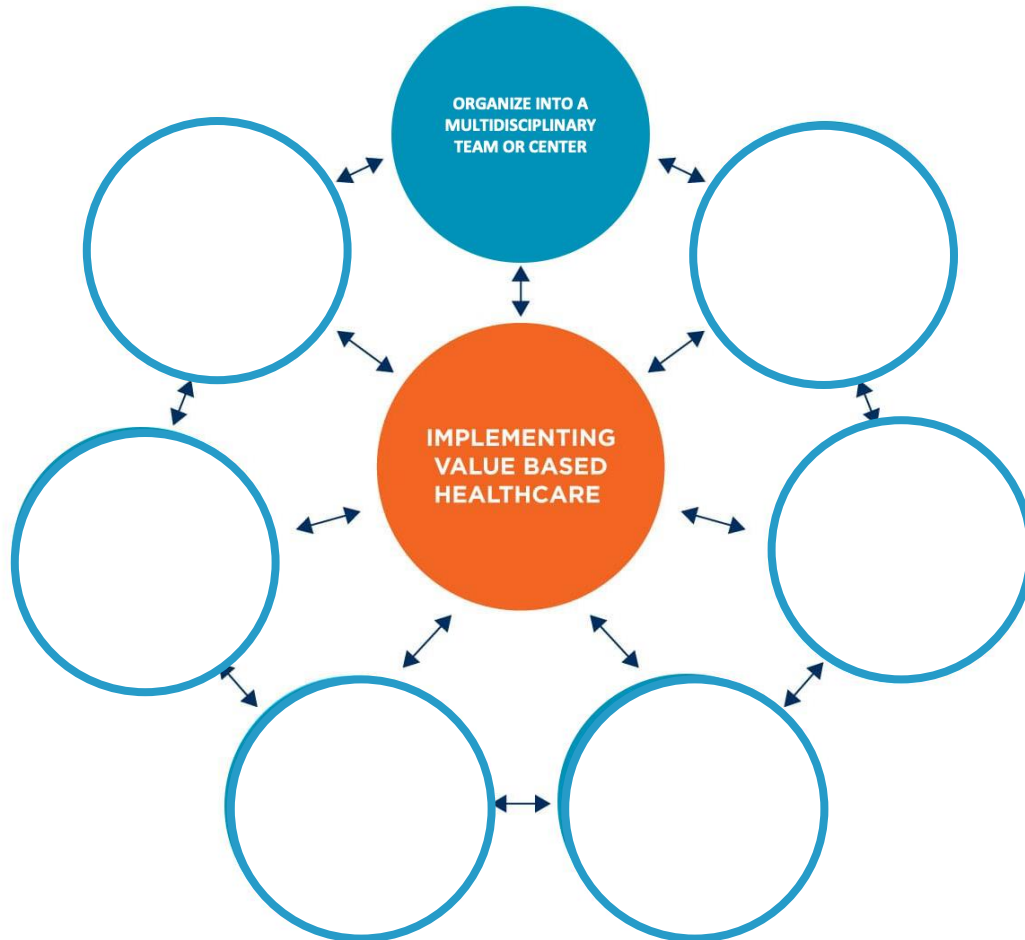 ORGANIZE INTO A
MULTIDISCIPLINARY
TEAM OR CENTER
IMPLEMENTING
VALUE BASED
HEALTHCARE